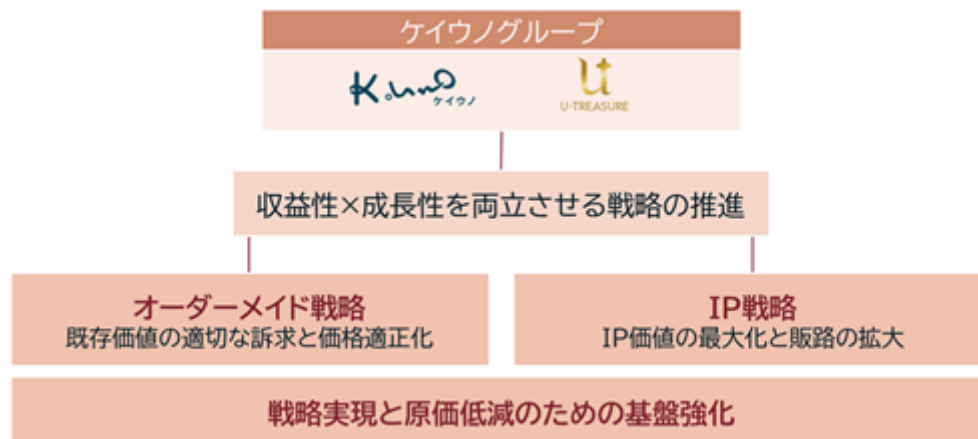 ケイウノグループ
K.uno
ケイウノ
U-TREASURE
収益性×成長性を両立させる戦略の推進
オーダーメイド戦略
既存価値の適切な訴求と価格適正化
IP戦略
IP価値の最大化と販路の拡大
戦略実現と原価低減のための基盤強化